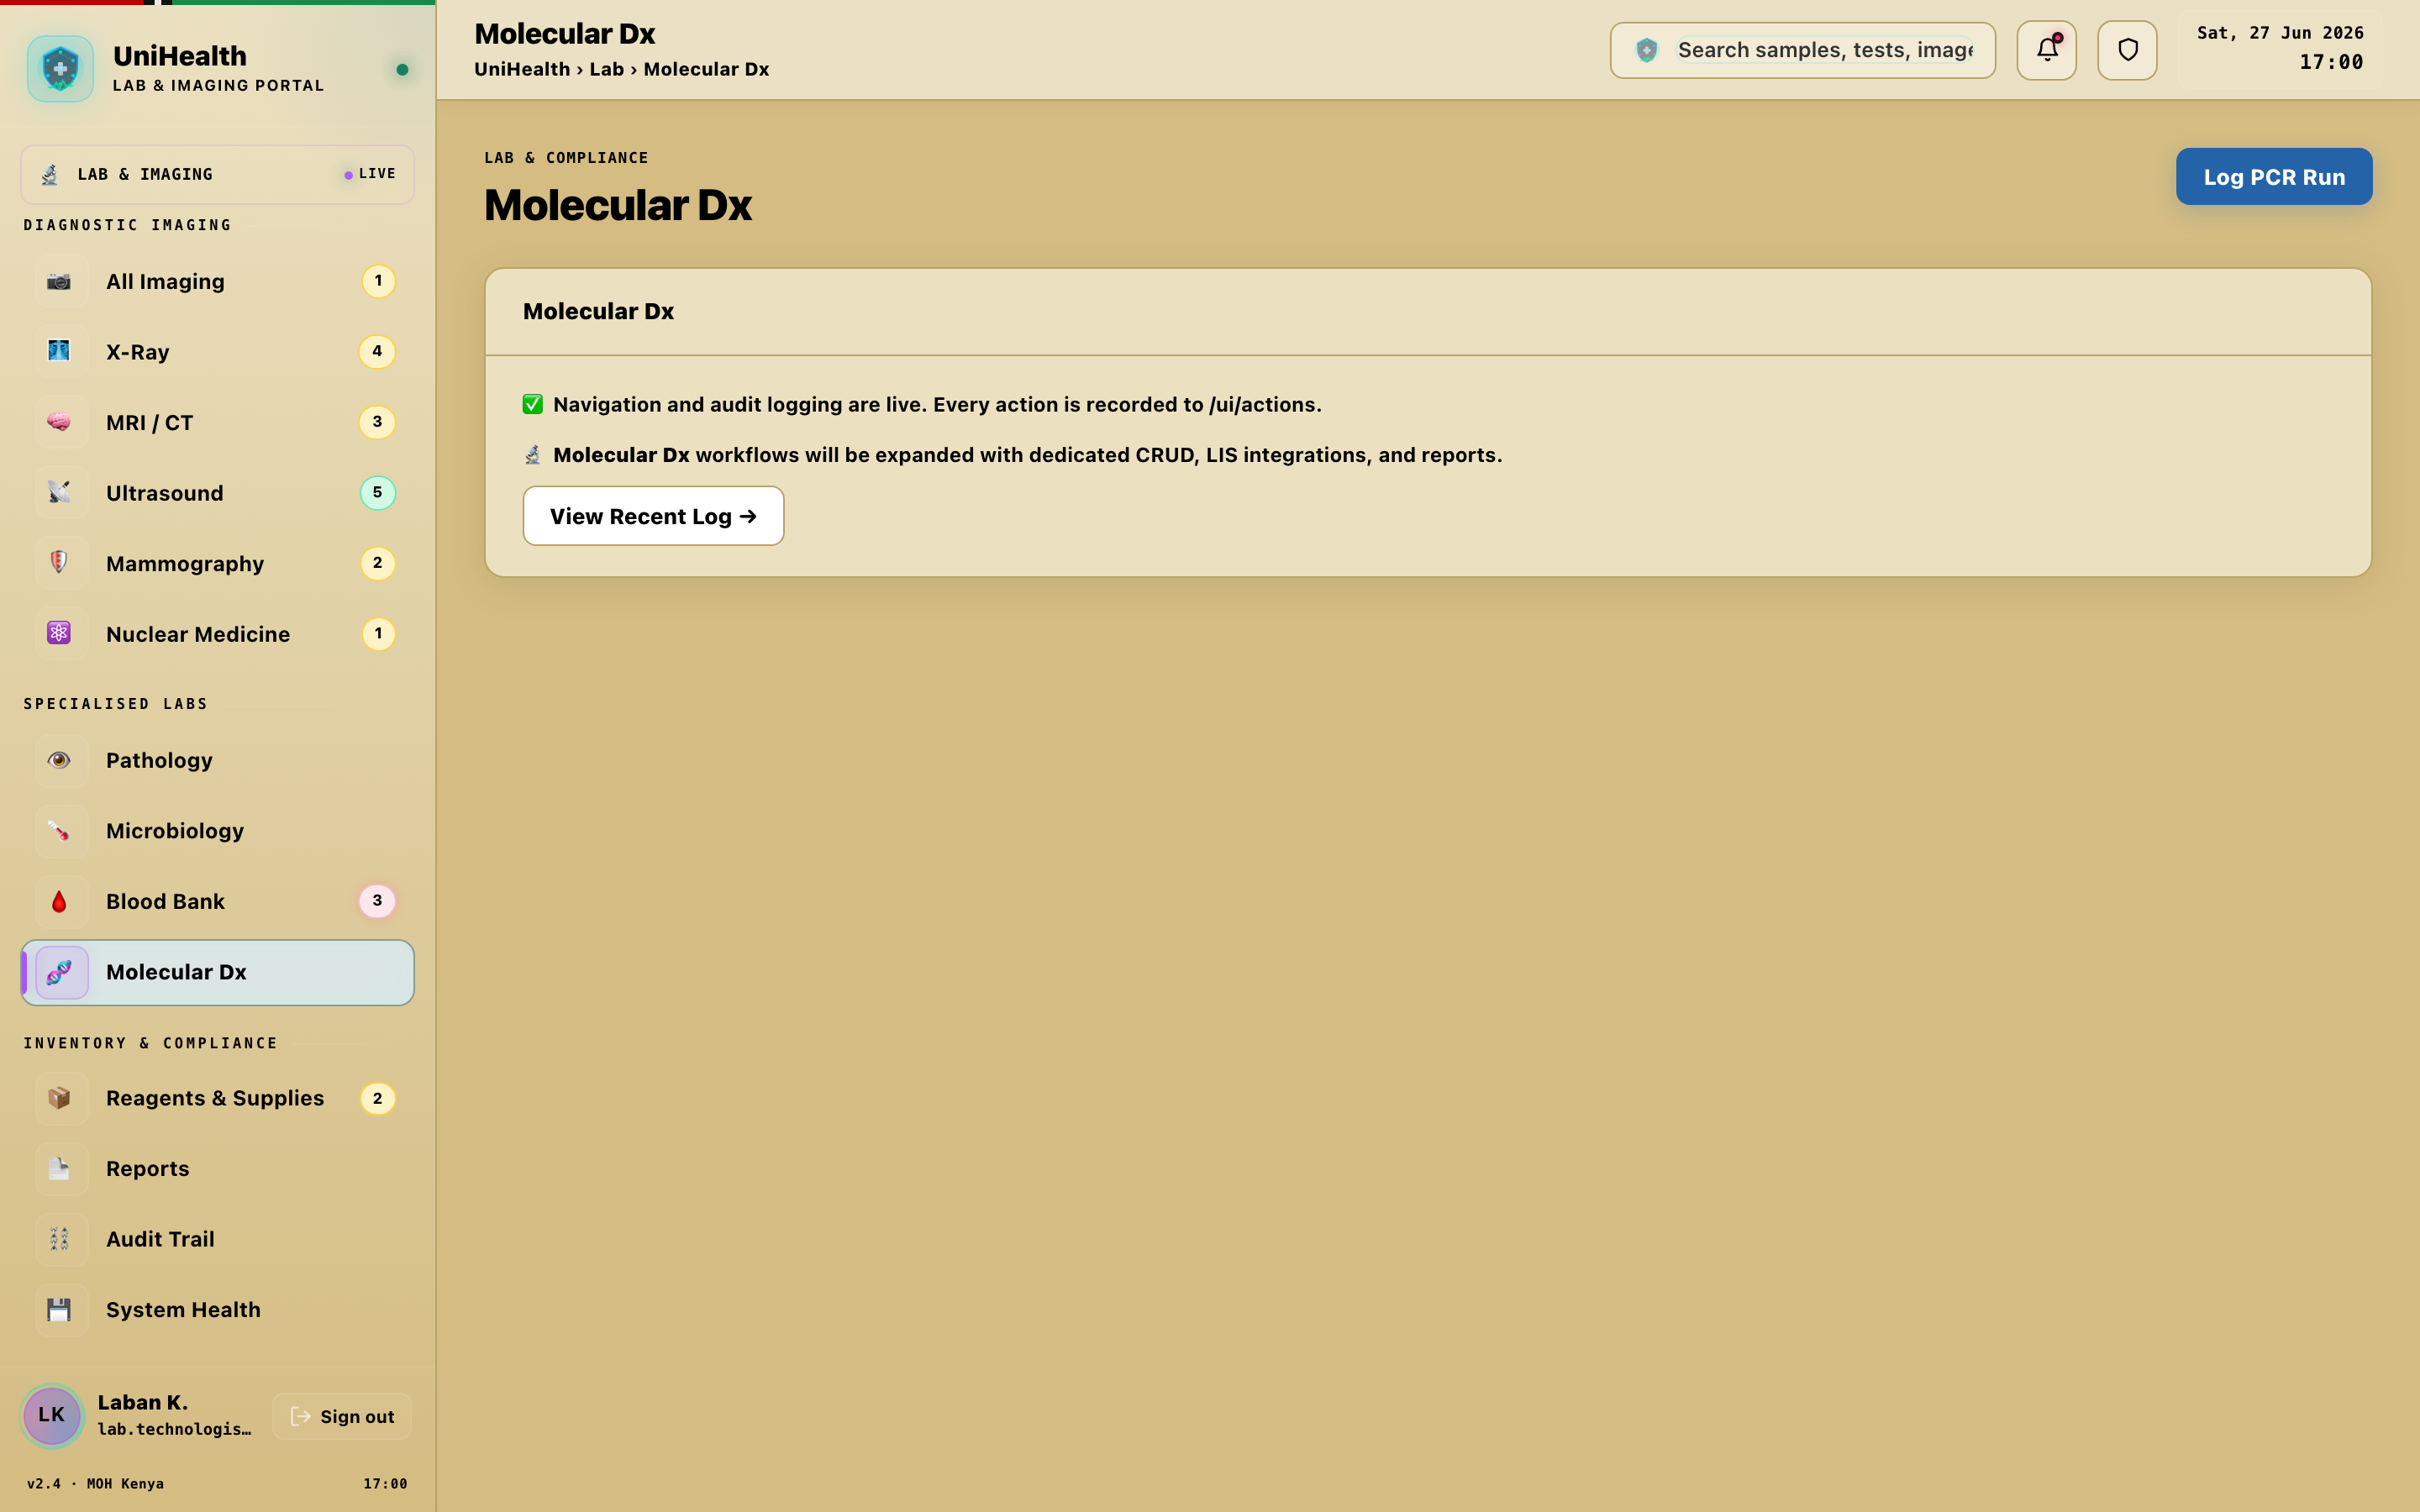 UniHealth
LAB & IMAGING PORTAL
LAB & IMAGING
LIVE
DIAGNOSTIC IMAGING
All Imaging
1
X-Ray
4
MRI / CT
3
Ultrasound
5
Mammography
2
Nuclear Medicine
1
SPECIALISED LABS
Pathology
Microbiology
Blood Bank
3
Molecular Dx
INVENTORY & COMPLIANCE
Reagents & Supplies
2
Reports
Audit Trail
System Health
LK
Laban K.
lab.technologis…
Sign out
v2.4 · MOH Kenya
17:00
Molecular Dx
UniHealth › Lab › Molecular Dx
Search samples, tests, image
Sat, 27 Jun 2026
17:00
LAB & COMPLIANCE
Molecular Dx
Log PCR Run
Molecular Dx
✅ Navigation and audit logging are live. Every action is recorded to /ui/actions.
🔬 Molecular Dx workflows will be expanded with dedicated CRUD, LIS integrations, and reports.
View Recent Log →